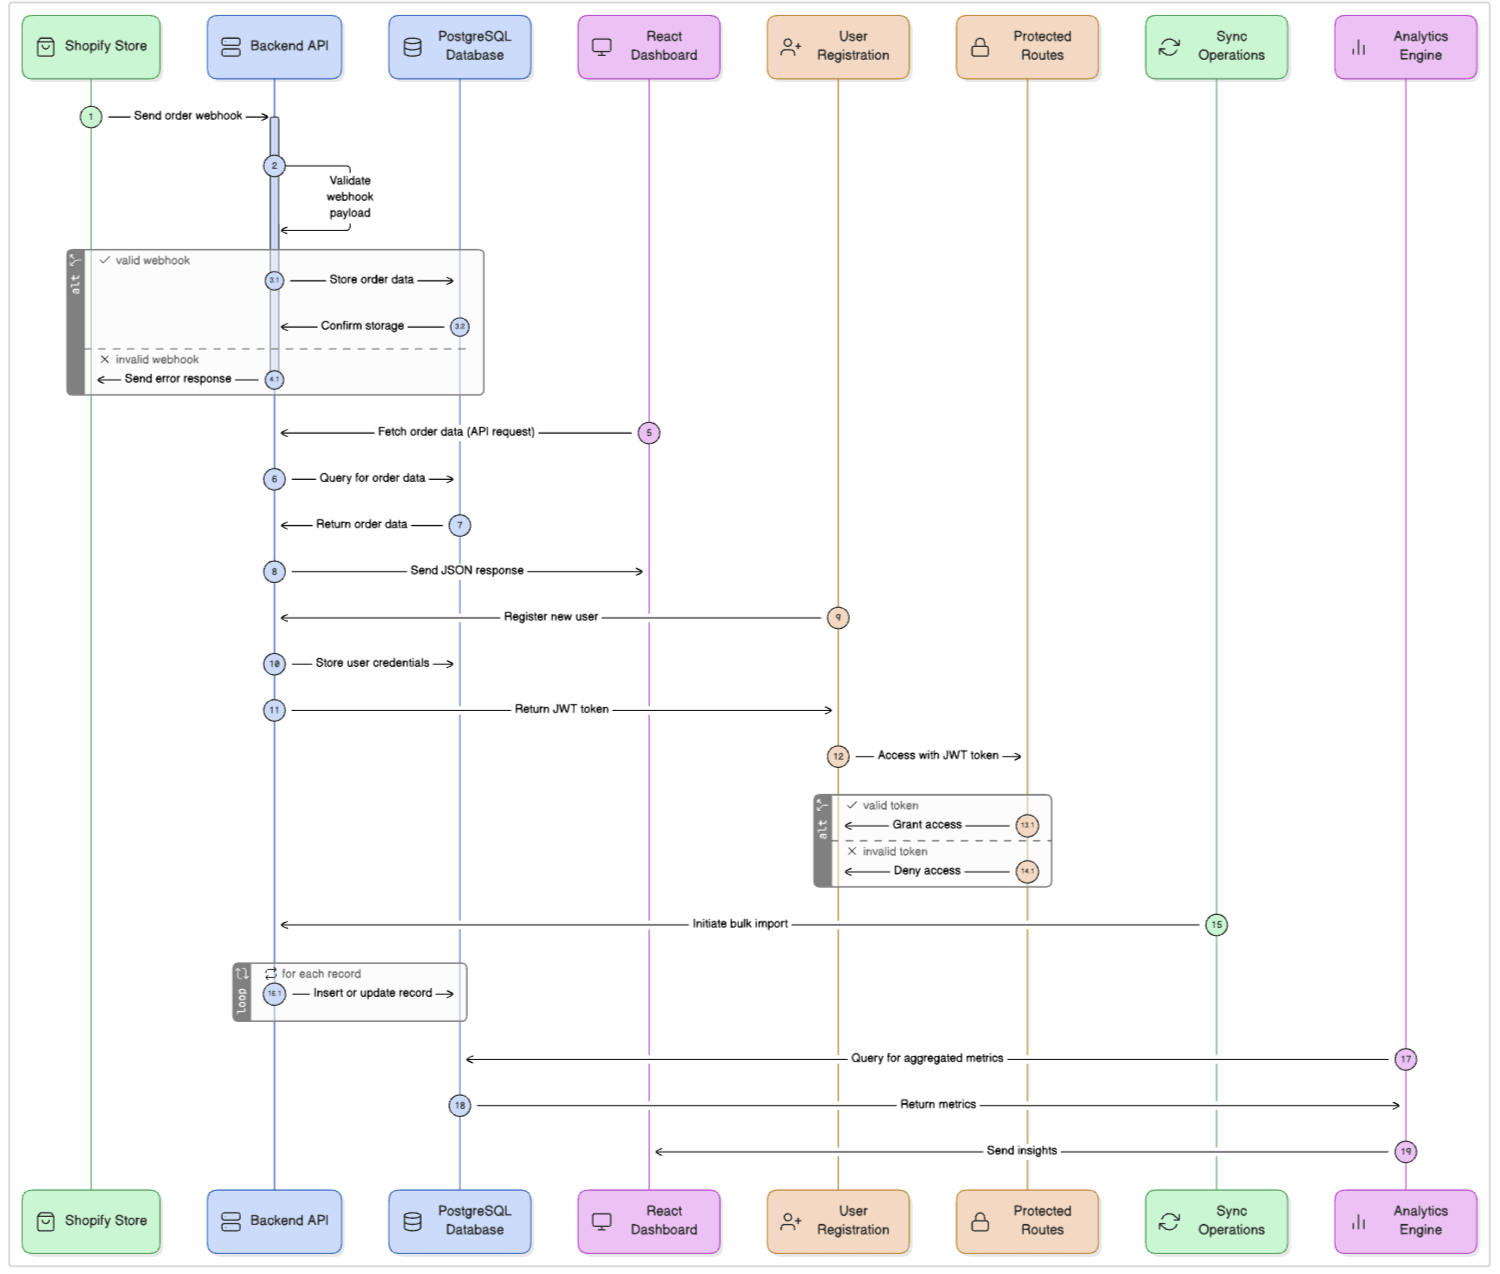 Shopify Store
Backend API
PostgreSQL
Database
React
Dashboard
User
Registration
Protected
Routes
Sync
Operations
Analytics
Engine
1
Send order webhook
2
Validate
webhook
payload
alt
valid webhook
3.1
Store order data
Confirm storage
3.2
invalid webhook
Send error response
4.1
Fetch order data (API request)
5
6
Query for order data
Return order data
7
8
Send JSON response
Register new user
9
10
Store user credentials
11
Return JWT token
12
Access with JWT token
alt
valid token
Grant access
13.1
invalid token
Deny access
14.1
Initiate bulk import
15
loop
for each record
16.1
Insert or update record
Query for aggregated metrics
17
18
Return metrics
Send insights
19
Shopify Store
Backend API
PostgreSQL
Database
React
Dashboard
User
Registration
Protected
Routes
Sync
Operations
Analytics
Engine